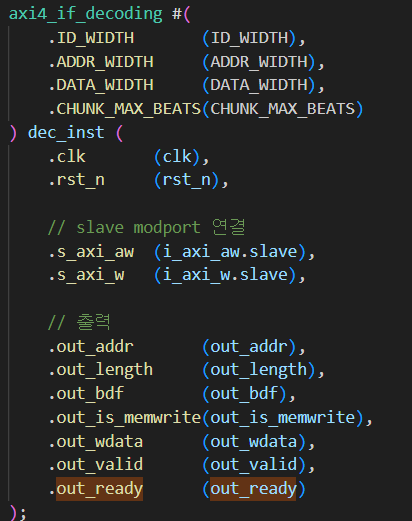 axi4_if_decoding #(
    .ID_WIDTH       (ID_WIDTH),
    .ADDR_WIDTH     (ADDR_WIDTH),
    .DATA_WIDTH     (DATA_WIDTH),
    .CHUNK_MAX_BEATS(CHUNK_MAX_BEATS)
) dec_inst (
    .clk      (clk),
    .rst_n    (rst_n),

    // slave modport 연결
    .s_axi_aw  (i_axi_aw.slave),
    .s_axi_w   (i_axi_w.slave),

    // 출력
    .out_addr       (out_addr),
    .out_length     (out_length),
    .out_bdf        (out_bdf),
    .out_is_memwrite(out_is_memwrite),
    .out_wdata      (out_wdata),
    .out_valid      (out_valid),
    .out_ready      (out_ready)
);